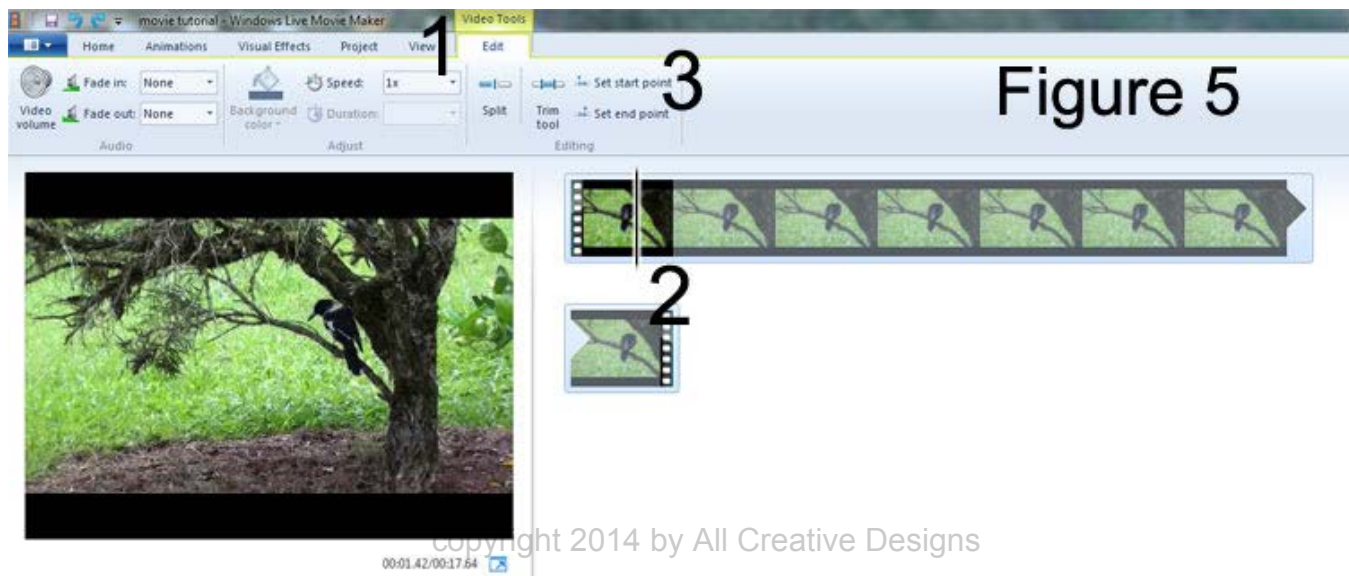 movie tutorial - Windows Live Movie Maker
Video Tools
1
Home Animations Visual Effects Project View Edit
3
Figure 5
Video volume
Fade in: None
Fade out: None
Audio
Background color
Speed: 1x
Duration:
Adjust
Split
Trim tool
Set start point
Set end point
Editing
2
copyright 2014 by All Creative Designs
00:01.42/00:17.64